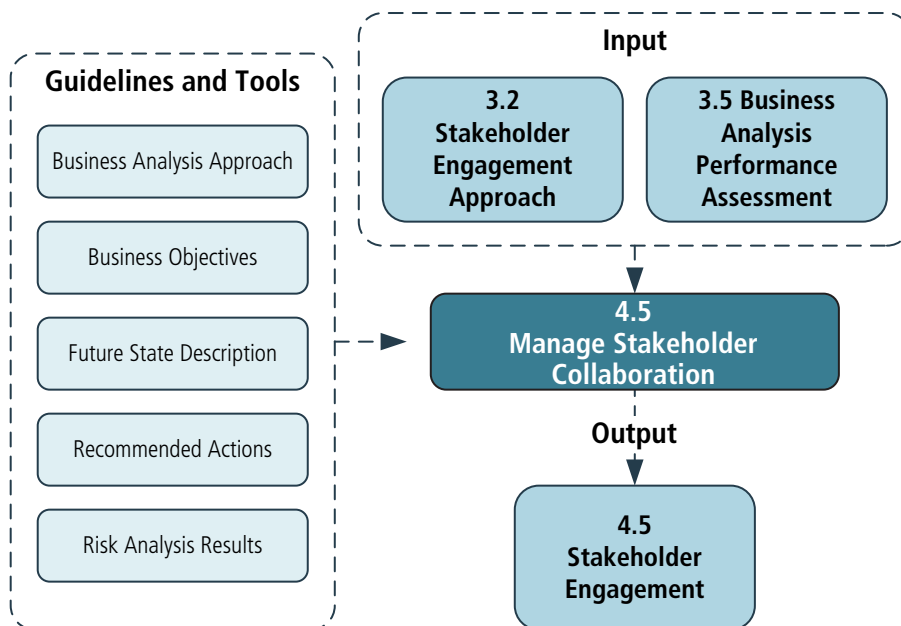 Guidelines and Tools
Business Analysis Approach
Business Objectives
Future State Description
Recommended Actions
Risk Analysis Results
Input
3.2
Stakeholder
Engagement
Approach
3.5 Business
Analysis
Performance
Assessment
4.5
Manage Stakeholder
Collaboration
Output
4.5
Stakeholder
Engagement